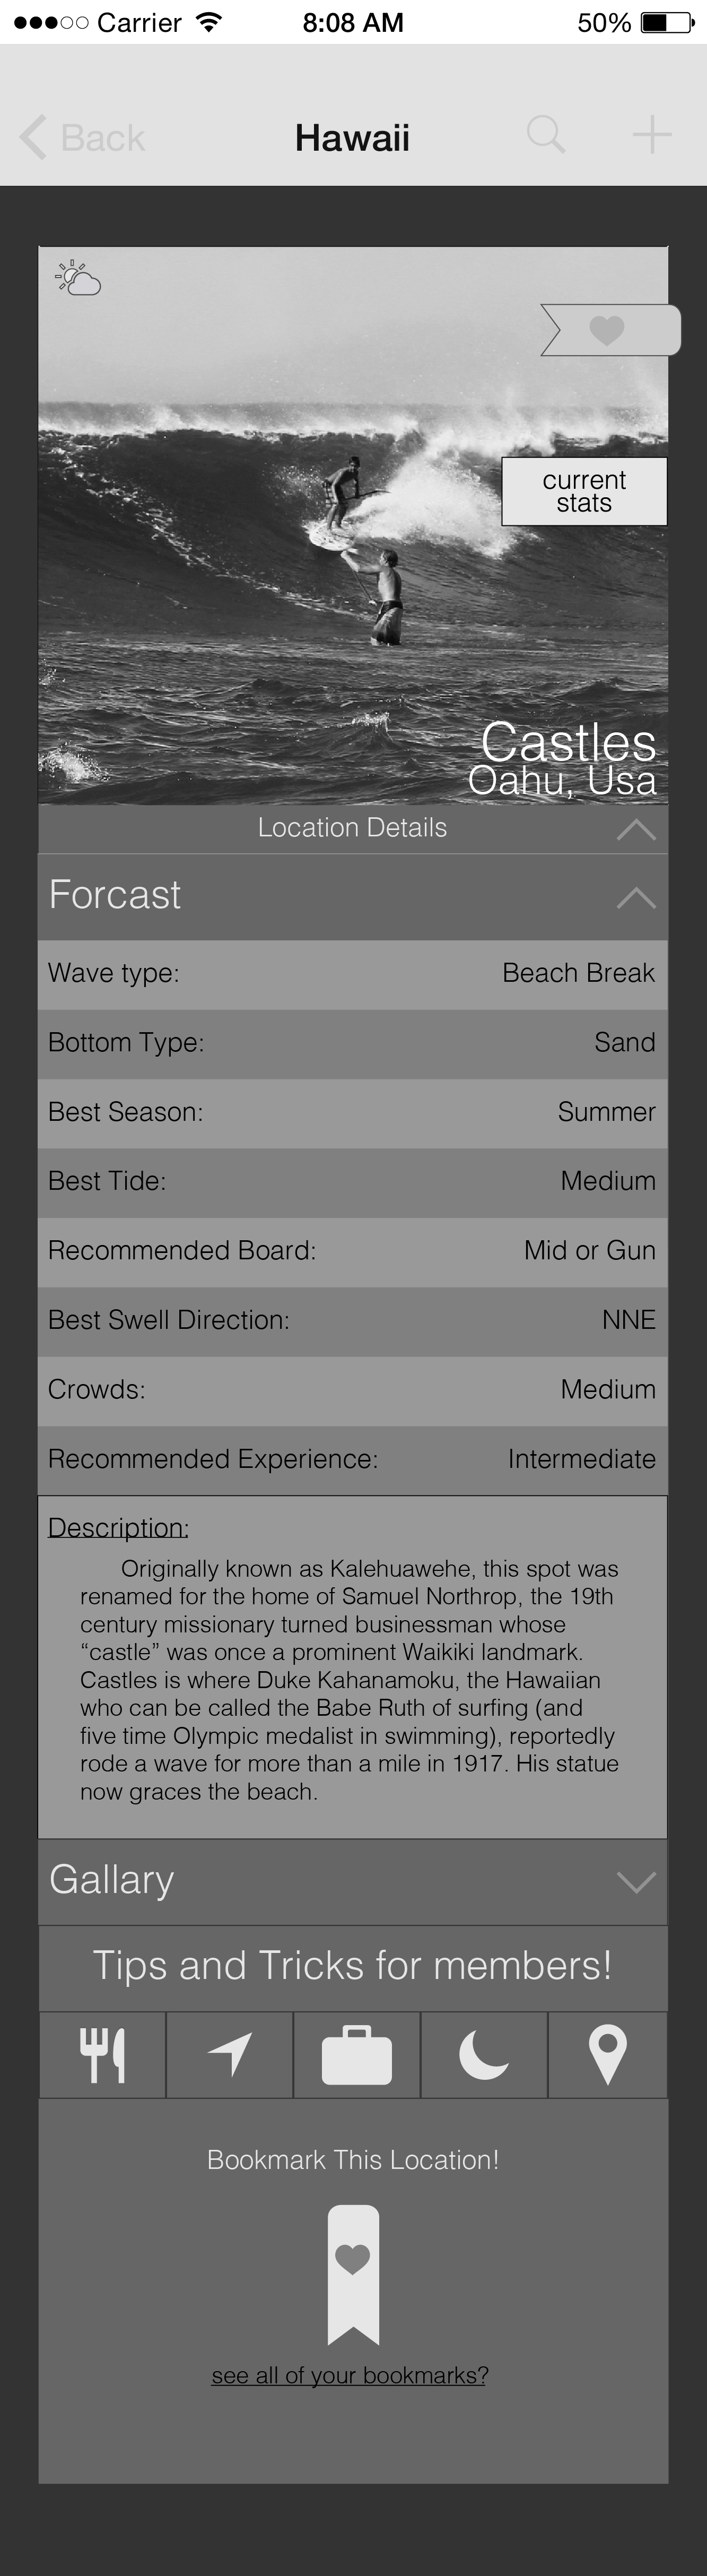 Carrier 8:08 AM 50%
Back Hawaii
current
stats
Castles
Oahu, Usa
Location Details
Forcast
Wave type: Beach Break
Bottom Type: Sand
Best Season: Summer
Best Tide: Medium
Recommended Board: Mid or Gun
Best Swell Direction: NNE
Crowds: Medium
Recommended Experience: Intermediate
Description:
Originally known as Kalehuawehe, this spot was
renamed for the home of Samuel Northrop, the 19th
century missionary turned businessman whose
“castle” was once a prominent Waikiki landmark.
Castles is where Duke Kahanamoku, the Hawaiian
who can be called the Babe Ruth of surfing (and
five time Olympic medalist in swimming), reportedly
rode a wave for more than a mile in 1917. His statue
now graces the beach.
Gallary
Tips and Tricks for members!
Bookmark This Location!
see all of your bookmarks?